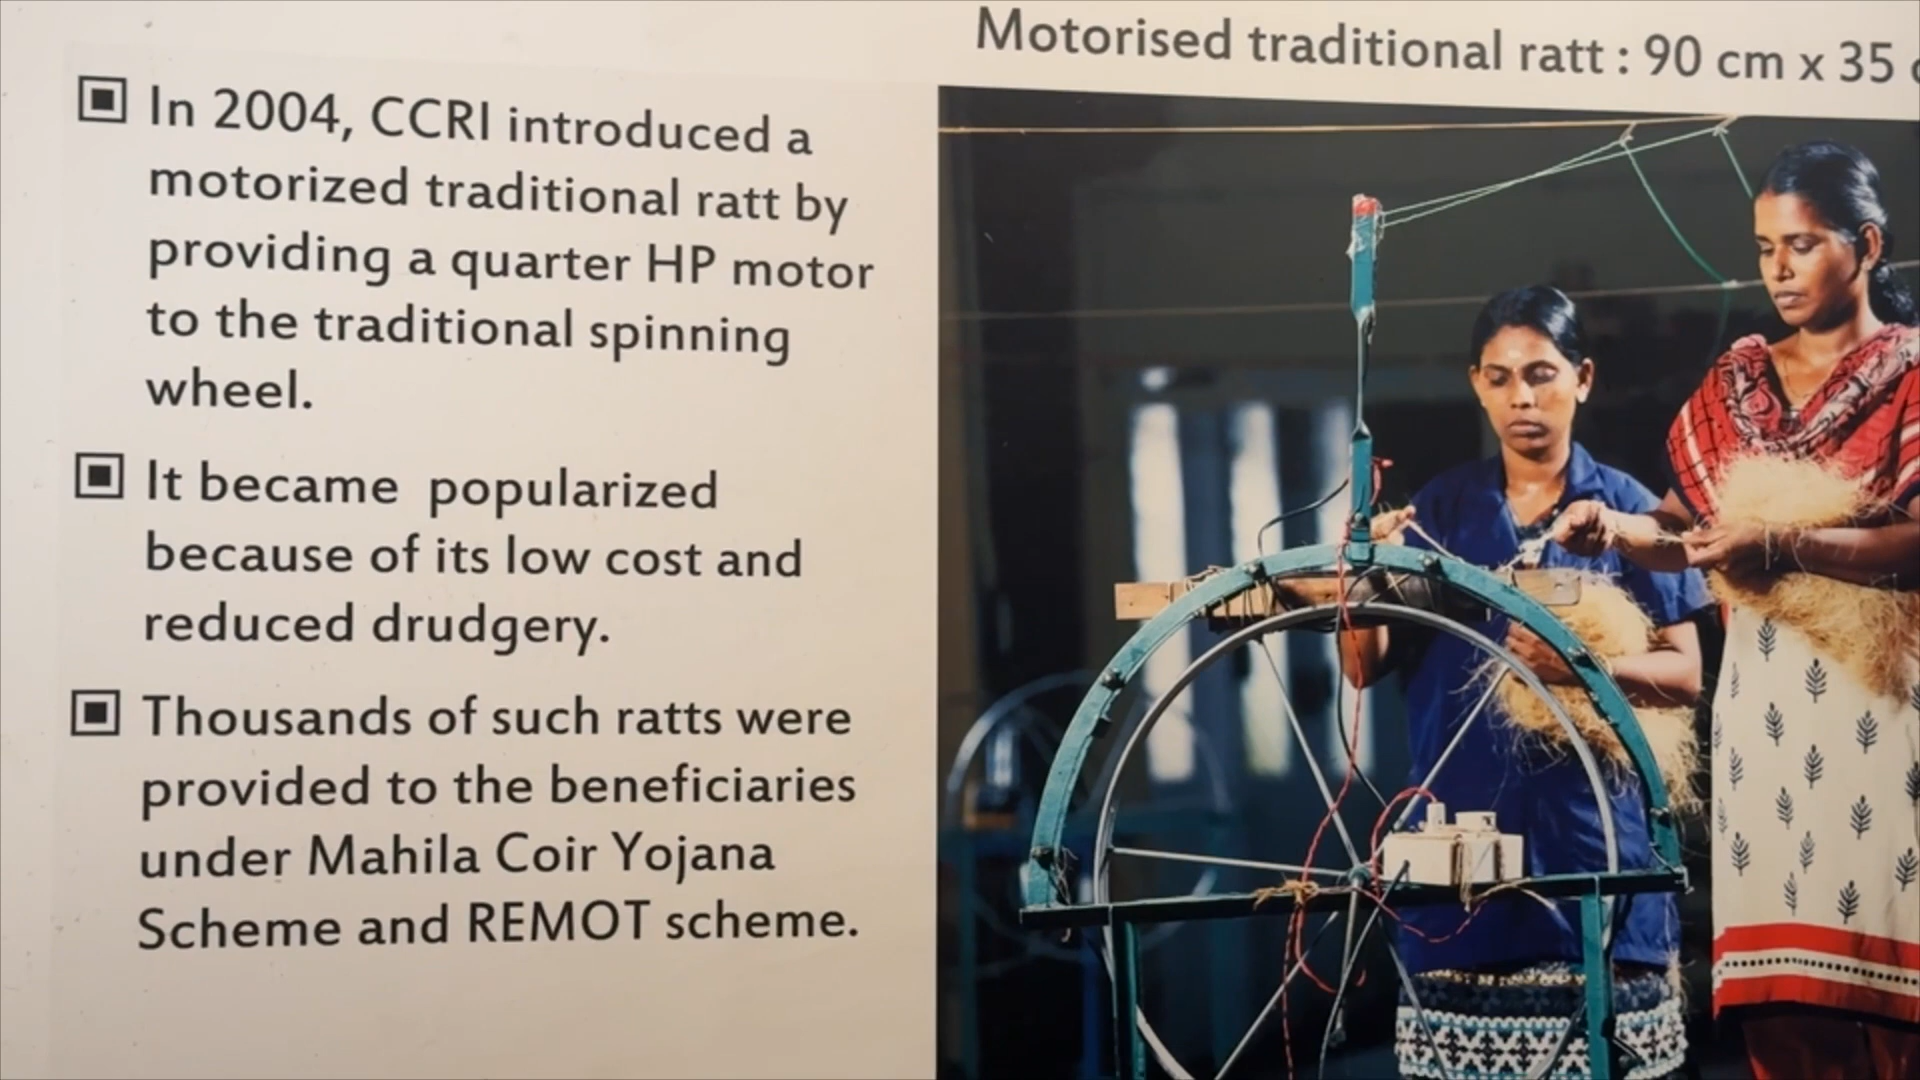 Motorised traditional ratt : 90 cm x 35
In 2004, CCRI introduced a
motorized traditional ratt by
providing a quarter HP motor
to the traditional spinning
wheel.
It became popularized
because of its low cost and
reduced drudgery.
Thousands of such ratts were
provided to the beneficiaries
under Mahila Coir Yojana
Scheme and REMOT scheme.